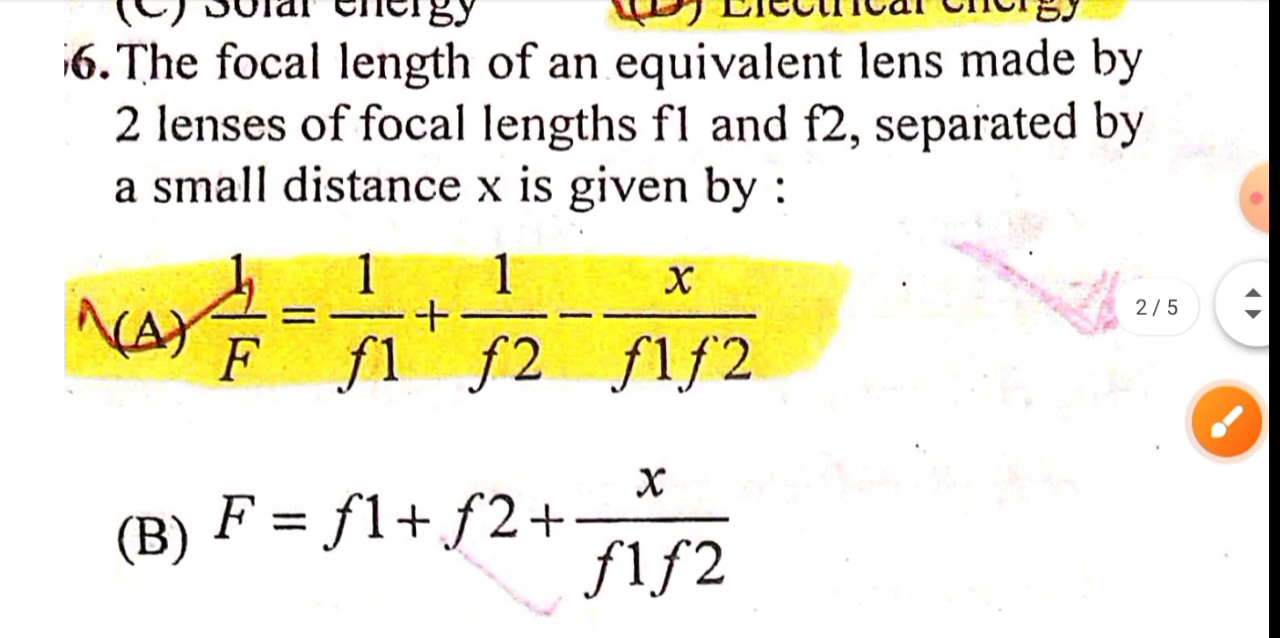 (C) Solar energy (D) Electrical energy
6. The focal length of an equivalent lens made by
2 lenses of focal lengths f1 and f2, separated by
a small distance x is given by :
(A) 1/F = 1/f1 + 1/f2 − x/f1f2
2 / 5
(B) F = f1 + f2 + x/f1f2